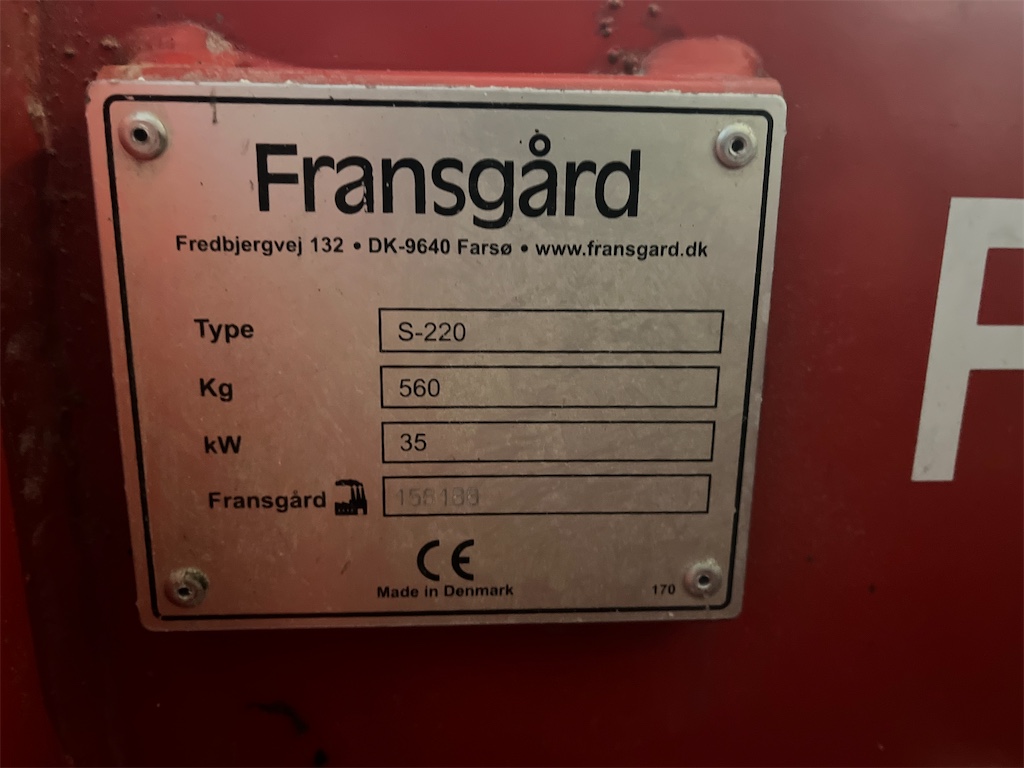 Fransgård
Fredbjergvej 132 • DK-9640 Farsø • www.fransgard.dk
Type S-220
Kg 560
kW 35
Fransgård
CE
Made in Denmark 170
F